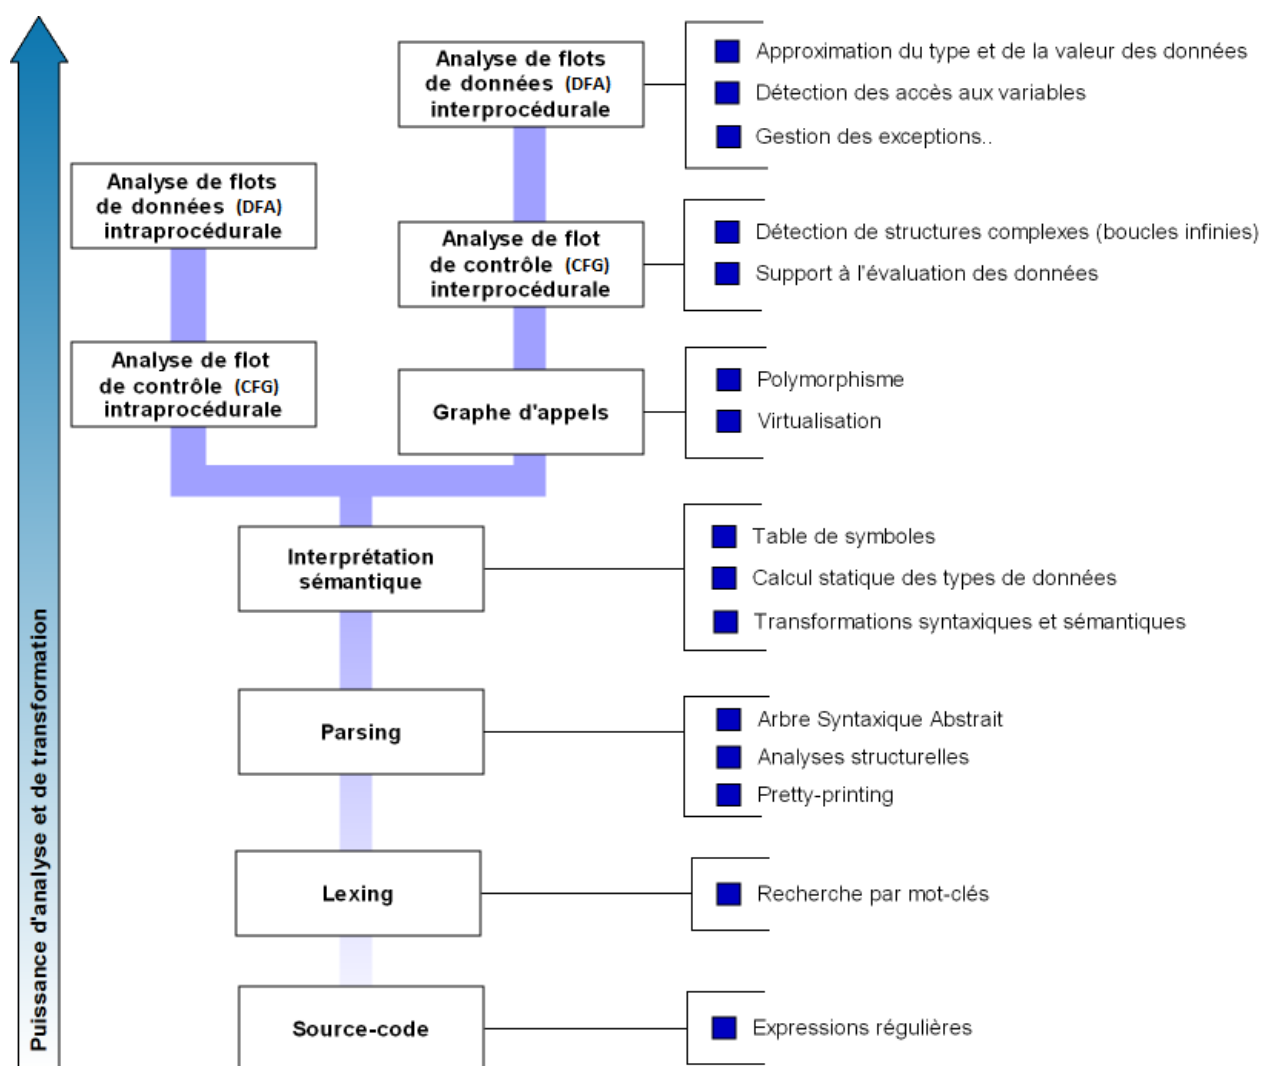 Analyse de flots
de données (DFA)
interprocédurale
Approximation du type et de la valeur des données
Détection des accès aux variables
Gestion des exceptions..
Analyse de flots
de données (DFA)
intraprocédurale
Analyse de flot
de contrôle (CFG)
interprocédurale
Détection de structures complexes (boucles infinies)
Support à l'évaluation des données
Analyse de flot
de contrôle (CFG)
intraprocédurale
Graphe d'appels
Polymorphisme
Virtualisation
Interprétation
sémantique
Table de symboles
Calcul statique des types de données
Transformations syntaxiques et sémantiques
Parsing
Arbre Syntaxique Abstrait
Analyses structurelles
Pretty-printing
Lexing
Recherche par mot-clés
Source-code
Expressions régulières
Puissance d'analyse et de transformation